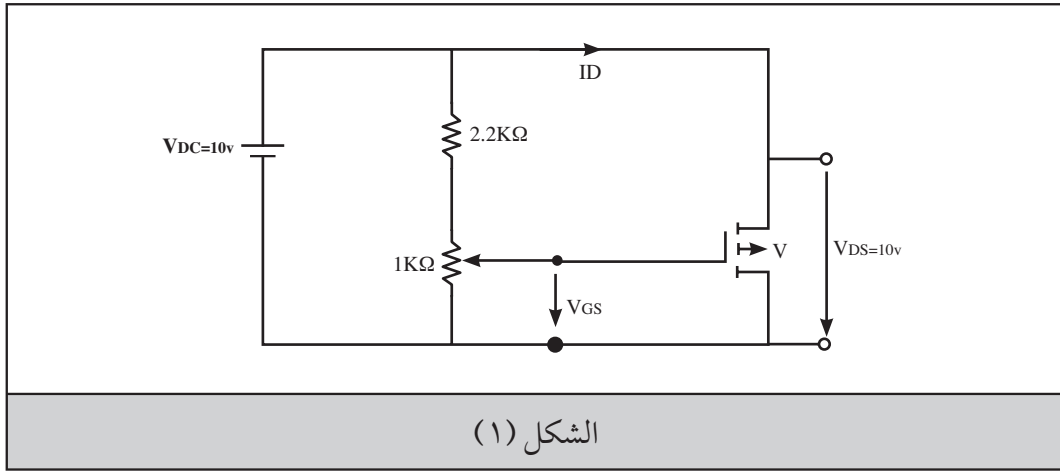 ID
2.2KΩ
VDC=10v
1KΩ
V
VDS=10v
VGS
الشكل (١)